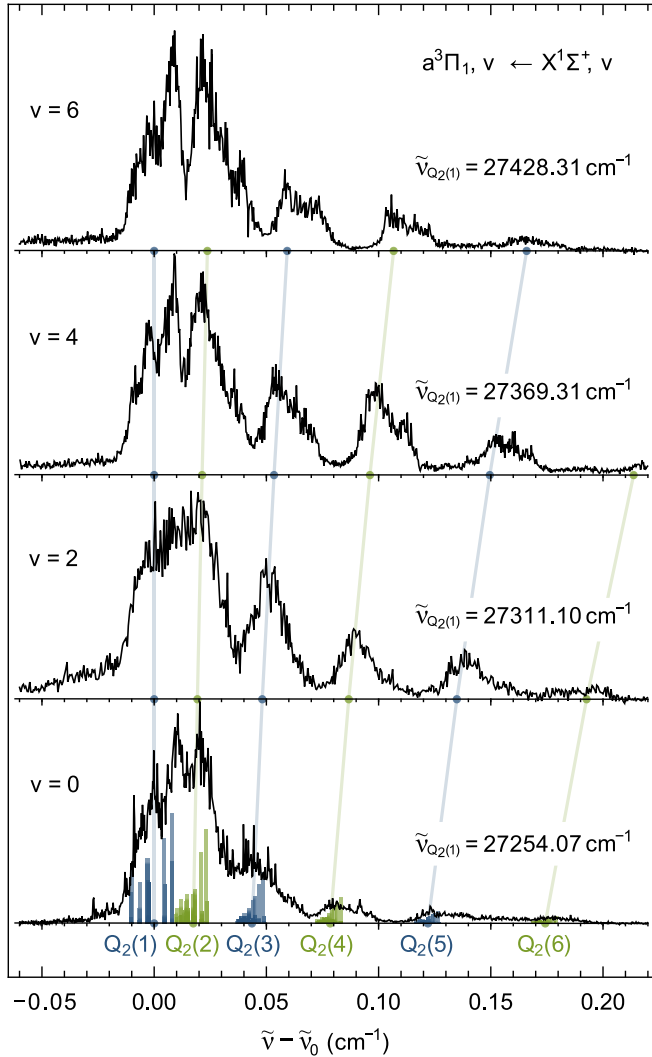 a³Π₁, v ← X¹Σ⁺, v
v = 6
ν̃Q₂(1) = 27428.31 cm⁻¹
v = 4
ν̃Q₂(1) = 27369.31 cm⁻¹
v = 2
ν̃Q₂(1) = 27311.10 cm⁻¹
v = 0
ν̃Q₂(1) = 27254.07 cm⁻¹
Q₂(1) Q₂(2) Q₂(3) Q₂(4) Q₂(5) Q₂(6)
−0.05 0.00 0.05 0.10 0.15 0.20
ν̃ − ν̃₀ (cm⁻¹)